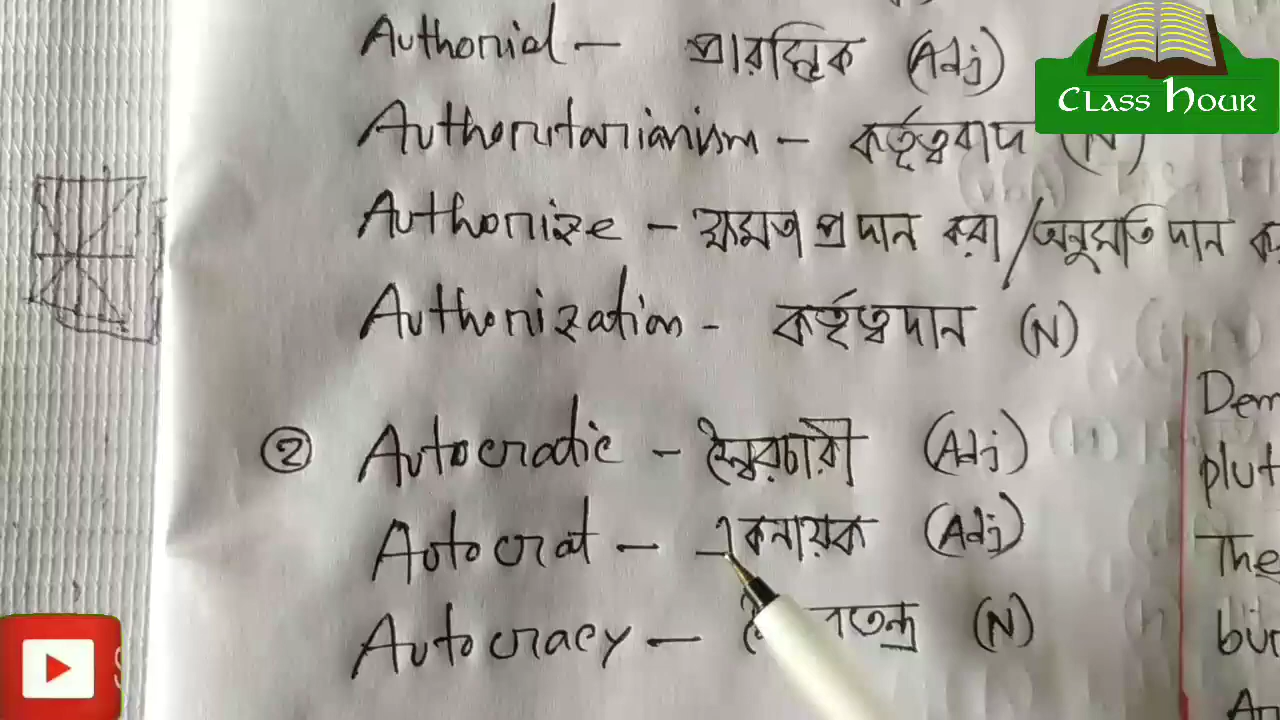 Authorial – প্রারম্ভিক (Adj)
CLASS HOUR
Authoritarianism – কর্তৃত্ববাদ (N)
Authorize – ক্ষমতা প্রদান করা / অনুমতি দান
Authorization - কর্তৃত্বদান (N)
② Autocratic – স্বৈরচারী (Adj)
Autocrat – একনায়ক (Adj)
Autocracy – (N)
Dem
plut
The
bur